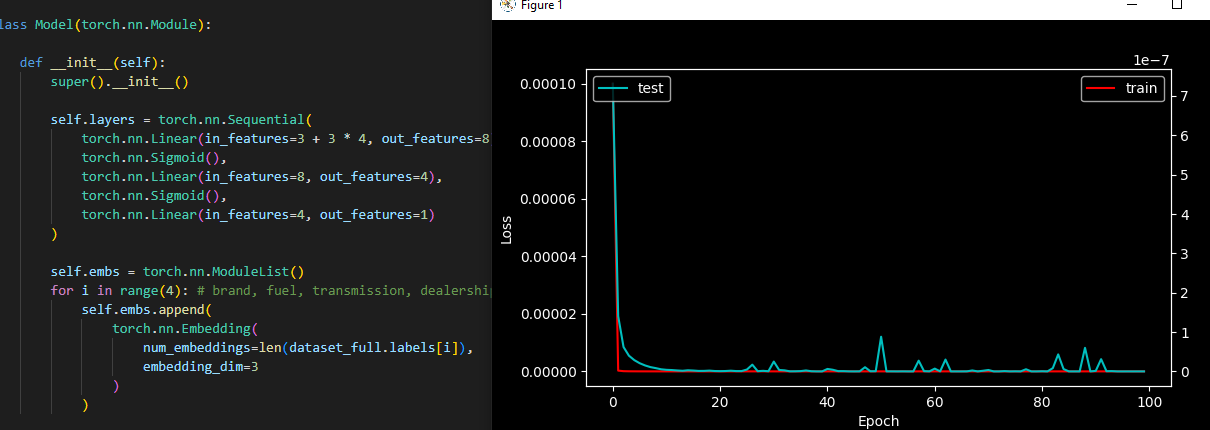 lass Model(torch.nn.Module):
def __init__(self):
super().__init__()
self.layers = torch.nn.Sequential(
torch.nn.Linear(in_features=3 + 3 * 4, out_features=8
torch.nn.Sigmoid(),
torch.nn.Linear(in_features=8, out_features=4),
torch.nn.Sigmoid(),
torch.nn.Linear(in_features=4, out_features=1)
)
self.embs = torch.nn.ModuleList()
for i in range(4): # brand, fuel, transmission, dealership
self.embs.append(
torch.nn.Embedding(
num_embeddings=len(dataset_full.labels[i]),
embedding_dim=3
)
)
Figure 1
1e-7
test
train
0.00010
0.00008
0.00006
0.00004
0.00002
0.00000
Loss
7
6
5
4
3
2
1
0
0
20
40
60
80
100
Epoch